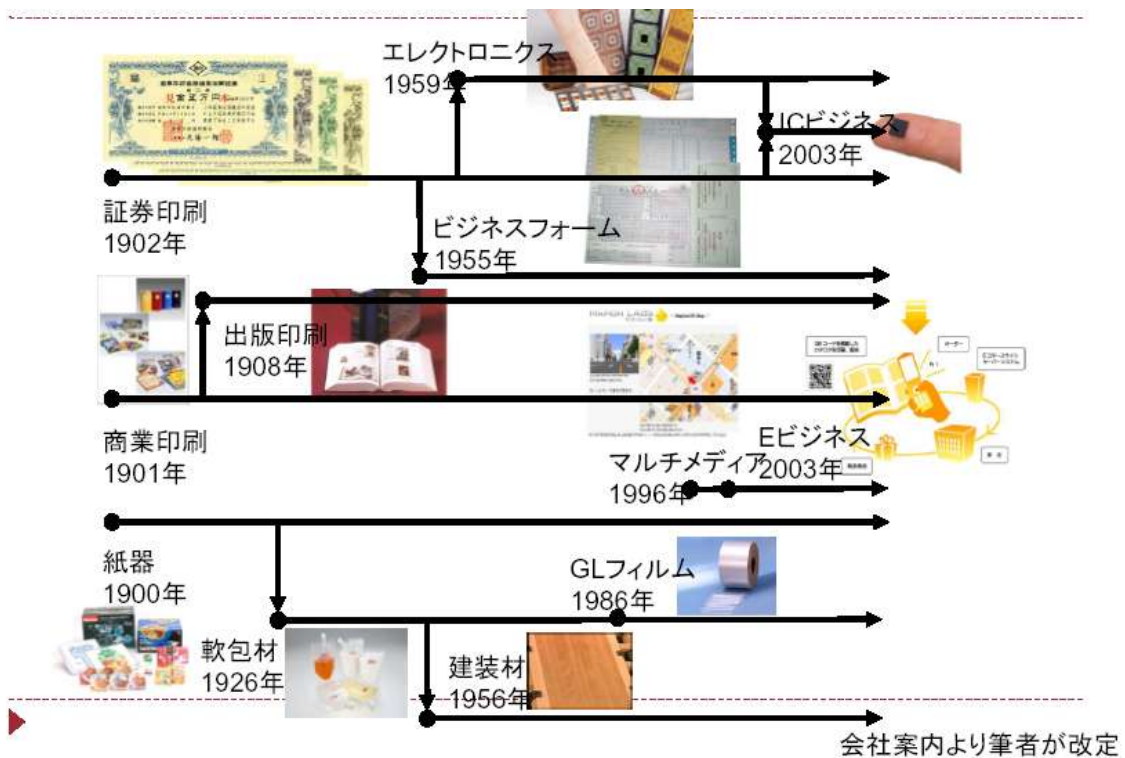 エレクトロニクス
1959年
ICビジネス
2003年
証券印刷
1902年
ビジネスフォーム
1955年
出版印刷
1908年
商業印刷
1901年
Eビジネス
2003年
マルチメディア
1996年
紙器
1900年
GLフィルム
1986年
軟包材
1926年
建装材
1956年
会社案内より筆者が改定